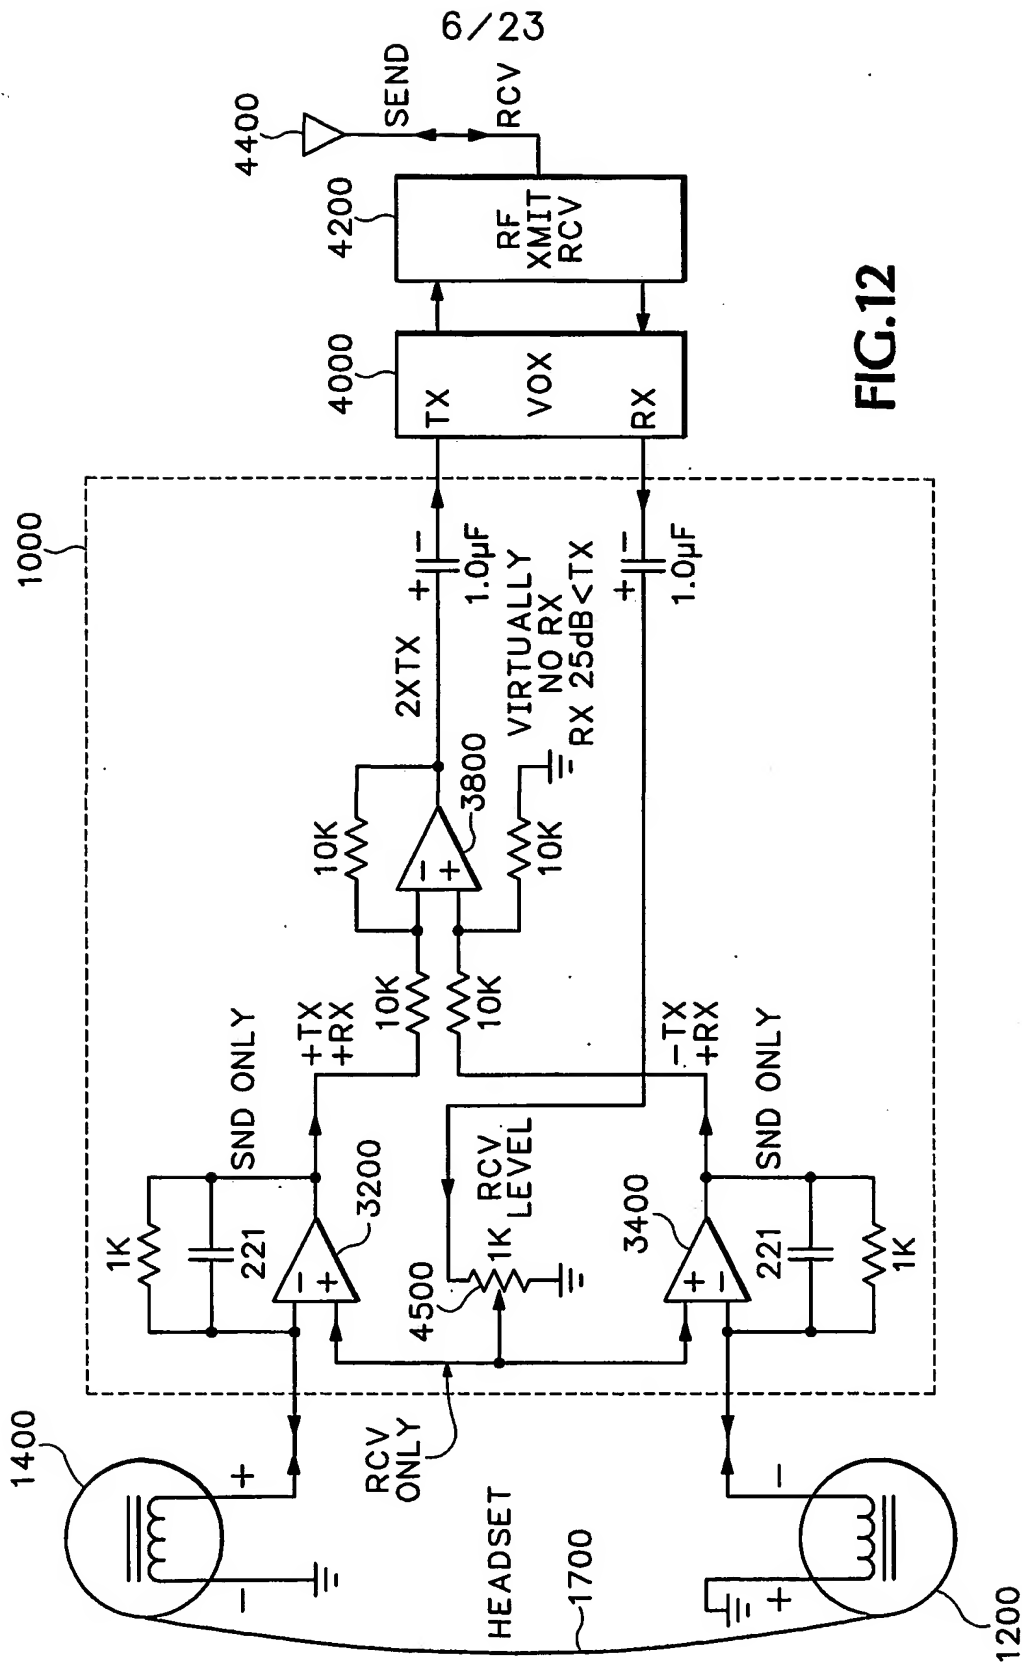 6/23
1000
4400
SEND
RCV
4200
RF
XMIT
RCV
4000
TX
VOX
RX
2XTX
+ −
1.0µF
VIRTUALLY
NO RX
RX 25dB<TX
+ −
1.0µF
10K
−
+
3800
10K
10K
10K
SND ONLY
+TX
+RX
1K
221
−
+
3200
RCV
LEVEL
1K
4500
−TX
+RX
SND ONLY
3400
+
−
221
1K
RCV
ONLY
1400
+
−
HEADSET
1700
−
+
1200
FIG.12